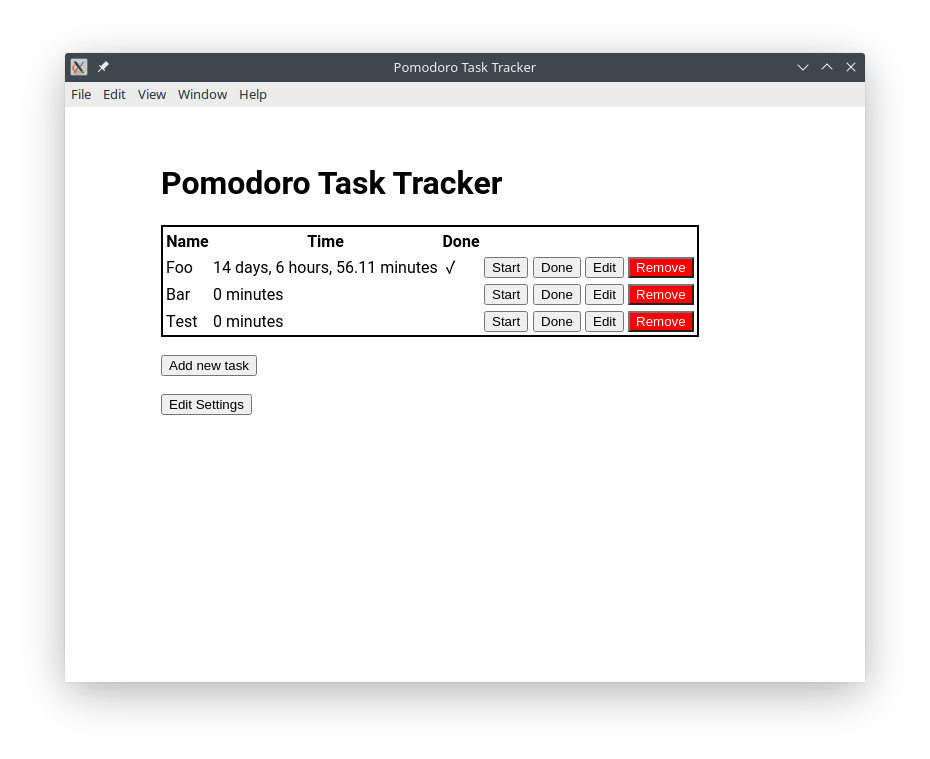 Pomodoro Task Tracker
File Edit View Window Help
Pomodoro Task Tracker
Name Time Done
Foo 14 days, 6 hours, 56.11 minutes √ Start Done Edit Remove
Bar 0 minutes Start Done Edit Remove
Test 0 minutes Start Done Edit Remove
Add new task
Edit Settings